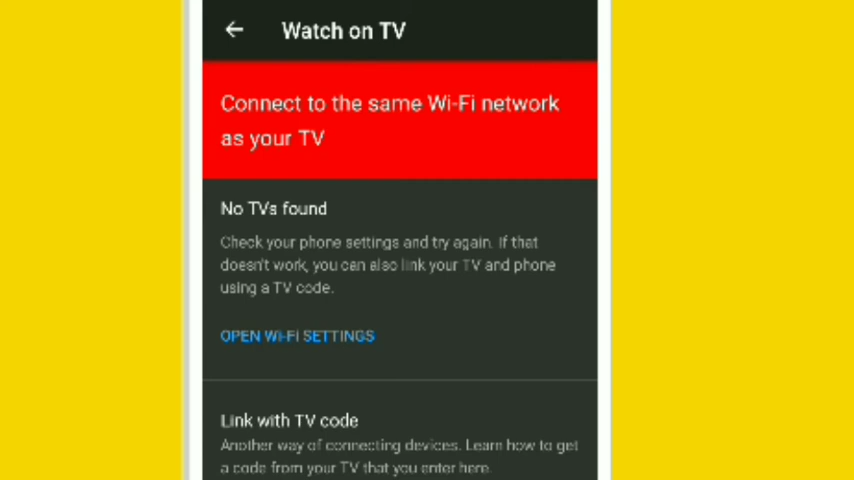 Watch on TV
Connect to the same Wi-Fi network
as your TV
No TVs found
Check your phone settings and try again. If that
doesn't work, you can also link your TV and phone
using a TV code.
OPEN WI-FI SETTINGS
Link with TV code
Another way of connecting devices. Learn how to get
a code from your TV that you enter here.